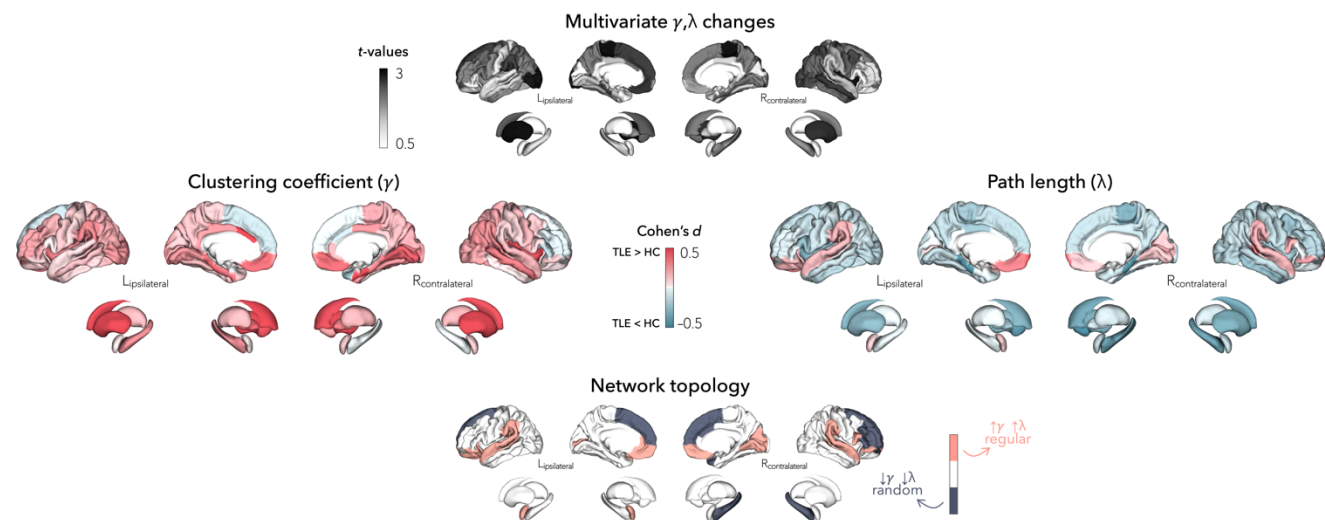 Multivariate γ,λ changes
t-values
3
0.5
Lipsilateral
Rcontralateral
Clustering coefficient (γ)
Path length (λ)
Cohen's d
TLE > HC 0.5
TLE < HC −0.5
Lipsilateral
Rcontralateral
Lipsilateral
Rcontralateral
Network topology
Lipsilateral
Rcontralateral
↑γ ↑λ
regular
↓γ ↓λ
random